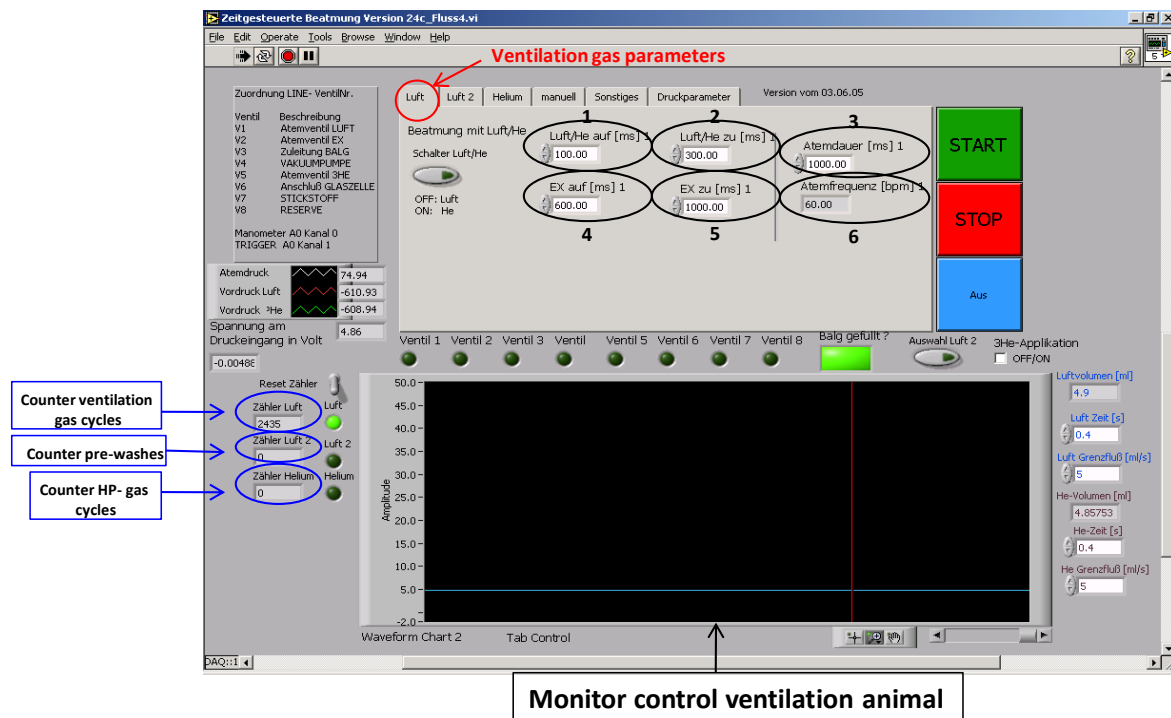 Zeitgesteuerte Beatmung Version 24c_Fluss4.vi
File Edit Operate Tools Browse Window Help
Ventilation gas parameters
5
Zuordnung LINE- VentilNr.
Ventil Beschreibung
V1 Atemventil LUFT
V2 Atemventil EX
V3 Zuleitung BALG
V4 VAKUUMPUMPE
V5 Atemventil 3HE
V6 Anschluß GLASZELLE
V7 STICKSTOFF
V8 RESERVE
Manometer A0 Kanal 0
TRIGGER A0 Kanal 1
Luft Luft 2 Helium manuell Sonstiges Druckparameter
Version vom 03.06.05
Beatmung mit Luft/He
Schalter Luft/He
OFF: Luft
ON: He
1
Luft/He auf [ms] 1
100.00
2
Luft/He zu [ms] 1
300.00
3
Atemdauer [ms] 1
1000.00
EX auf [ms] 1
600.00
4
EX zu [ms] 1
1000.00
5
Atemfrequenz [bpm] 1
60.00
6
START
STOP
Aus
Atemdruck 74.94
Vordruck Luft -610.93
Vordruck ³He -608.94
Spannung am
Druckeingang in Volt
4.86
-0.0048
Ventil 1 Ventil 2 Ventil 3 Ventil Ventil 5 Ventil 6 Ventil 7 Ventil 8
Balg gefüllt ?
Auswahl Luft 2
3He-Applikation
OFF/ON
Reset Zähler
Counter ventilation
gas cycles
Zähler Luft Luft
2435
Counter pre-washes
Zähler Luft 2 Luft 2
0
Counter HP- gas
cycles
Zähler Helium Helium
0
Amplitude
50.0
45.0
40.0
35.0
30.0
25.0
20.0
15.0
10.0
5.0
-2.0
Luftvolumen [ml]
4.9
Luft Zeit [s]
0.4
Luft Grenzfluß [ml/s]
5
He-Volumen [ml]
4.85753
He-Zeit [s]
0.4
He Grenzfluß [ml/s]
5
Waveform Chart 2 Tab Control
DAQ::1
Monitor control ventilation animal